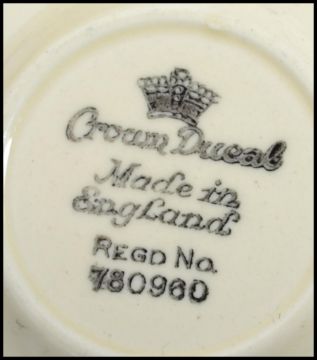 Crown Ducal
Made in
England
REGD NO.
780960